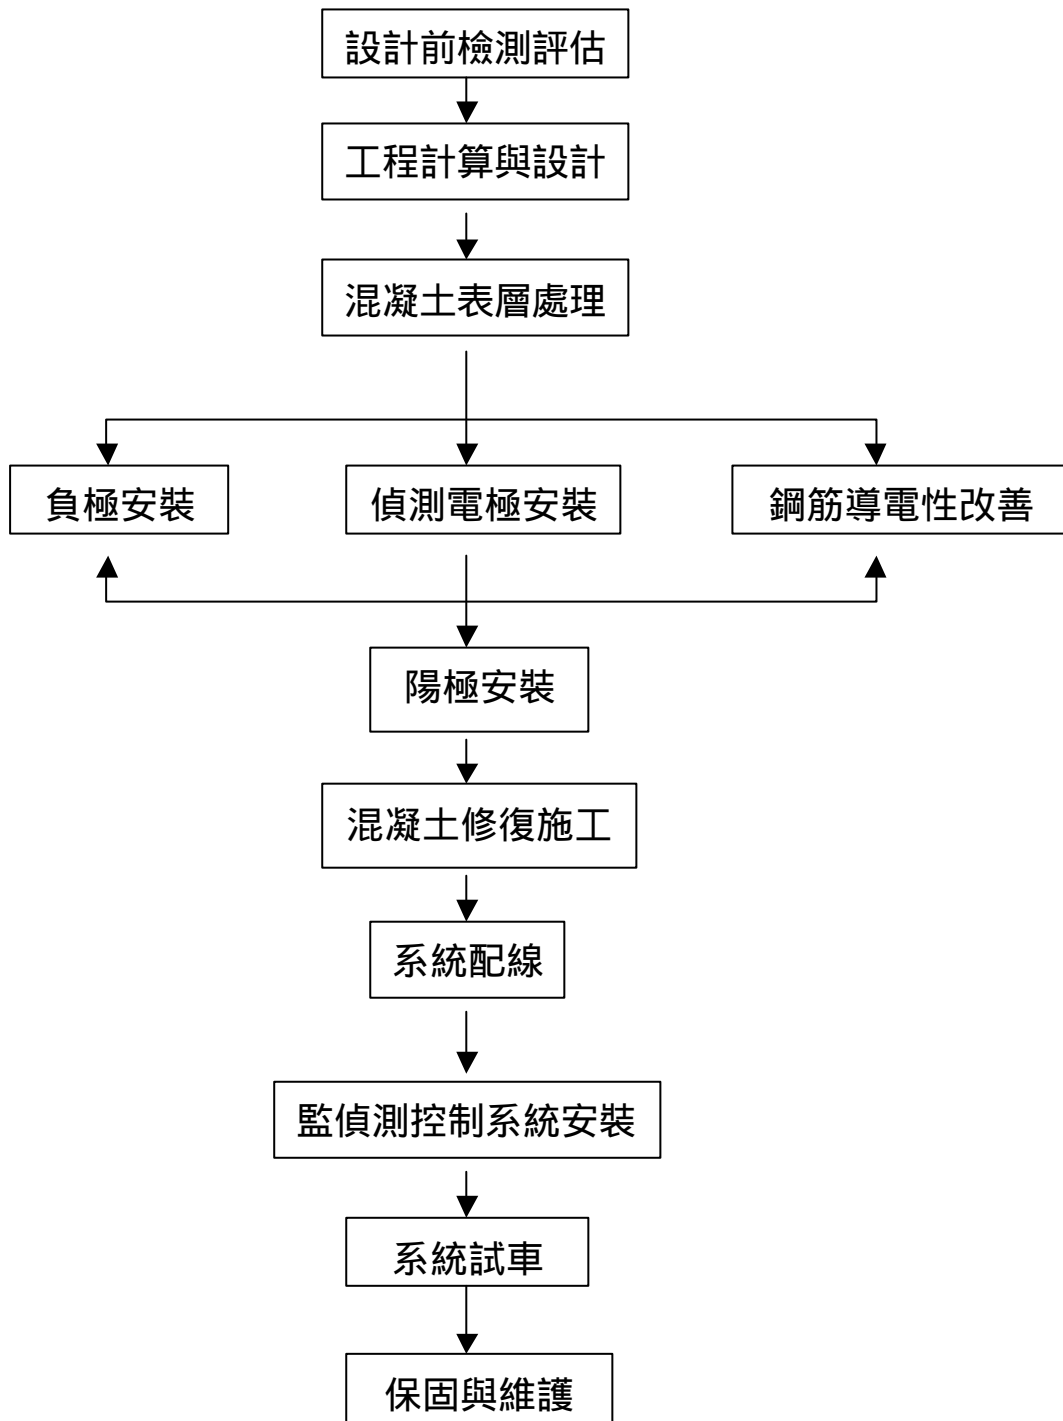 設計前檢測評估
工程計算與設計
混凝土表層處理
負極安裝
偵測電極安裝
鋼筋導電性改善
陽極安裝
混凝土修復施工
系統配線
監偵測控制系統安裝
系統試車
保固與維護